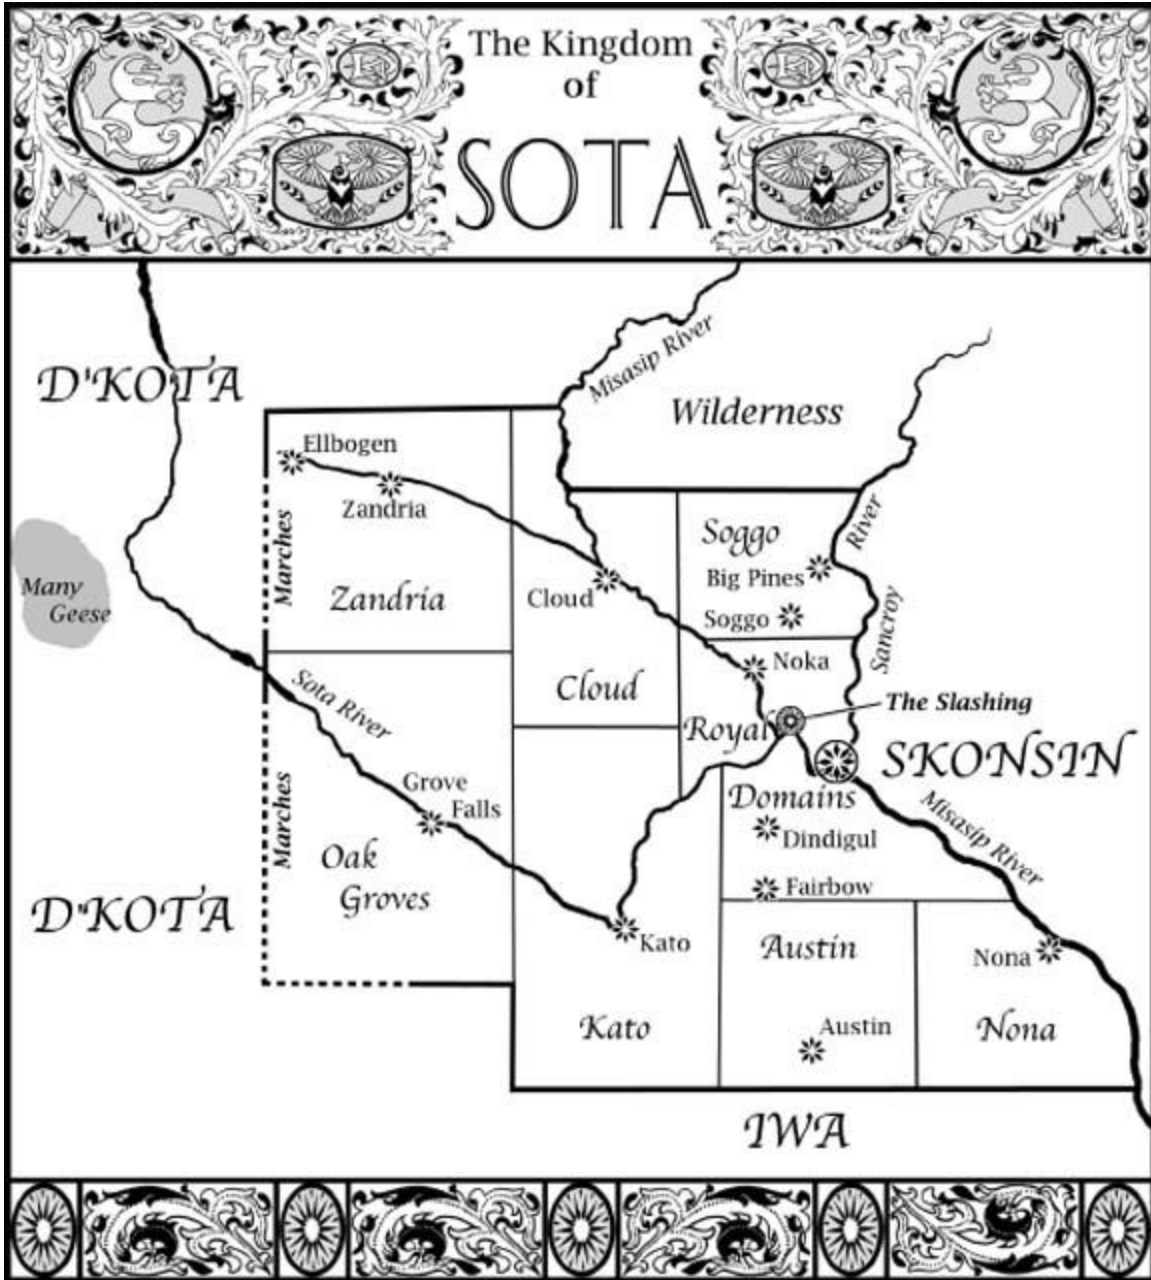 The Kingdom
of
SOTA
D'KOTA
Misasip River
Wilderness
Ellbogen
Zandria
Marches
Zandria
Many
Geese
Cloud
Cloud
Soggo
Big Pines
Soggo
River
Sancroy
Noka
The Slashing
Royal
SKONSIN
Domains
Misasip River
Sota River
Marches
Grove
Falls
Oak
Groves
Dindigul
Fairbow
D"KOTA
Kato
Kato
Austin
Austin
Nona
Nona
IWA